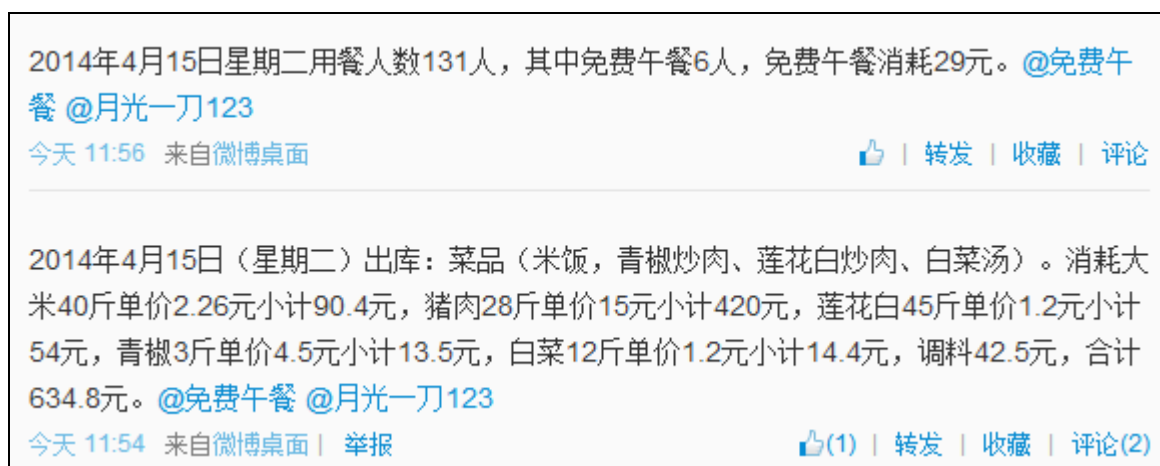 2014年4月15日星期二用餐人数131人，其中免费午餐6人，免费午餐消耗29元。@免费午
餐 @月光一刀123
今天 11:56 来自微博桌面 | 转发 | 收藏 | 评论
2014年4月15日（星期二）出库：菜品（米饭，青椒炒肉、莲花白炒肉、白菜汤）。消耗大
米40斤单价2.26元小计90.4元，猪肉28斤单价15元小计420元，莲花白45斤单价1.2元小计
54元，青椒3斤单价4.5元小计13.5元，白菜12斤单价1.2元小计14.4元，调料42.5元，合计
634.8元。@免费午餐 @月光一刀123
今天 11:54 来自微博桌面 | 举报 (1) | 转发 | 收藏 | 评论(2)